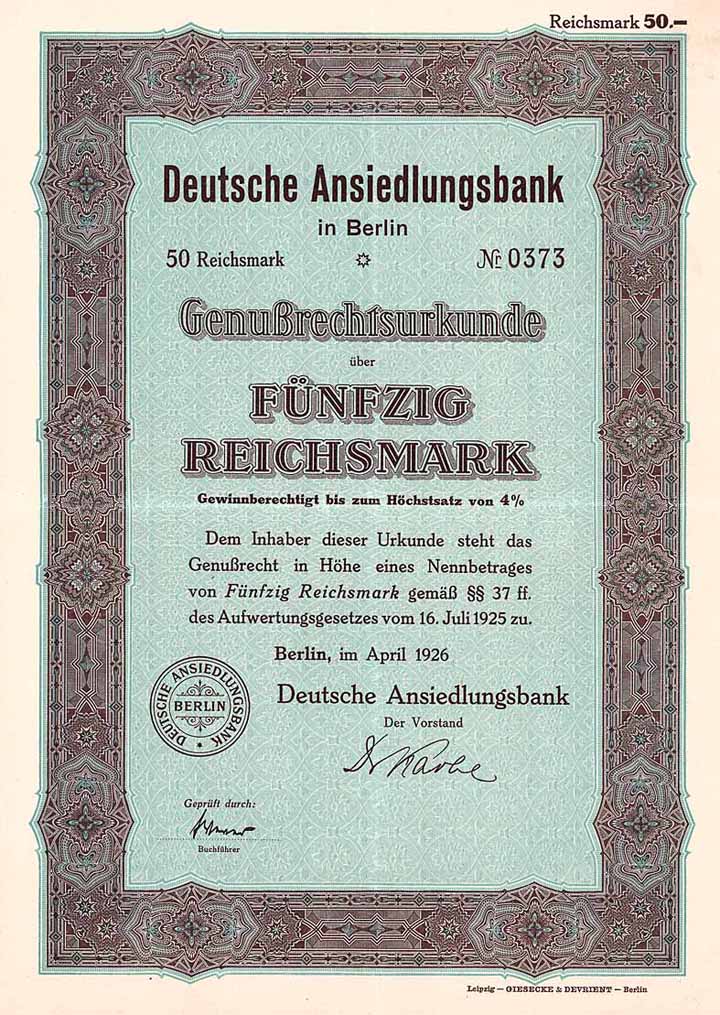 Reichsmark 50.—
Deutsche Ansiedlungsbank
in Berlin
50 Reichsmark № 0373
Genußrechtsurkunde
über
FÜNFZIG
REICHSMARK
Gewinnberechtigt bis zum Höchstsatz von 4%
Dem Inhaber dieser Urkunde steht das
Genußrecht in Höhe eines Nennbetrages
von Fünfzig Reichsmark gemäß §§ 37 ff.
des Aufwertungsgesetzes vom 16. Juli 1925 zu.
Berlin, im April 1926
DEUTSCHE ANSIEDLUNGSBANK
BERLIN
Deutsche Ansiedlungsbank
Der Vorstand
Geprüft durch:
Buchführer
Leipzig — GIESECKE & DEVRIENT — Berlin